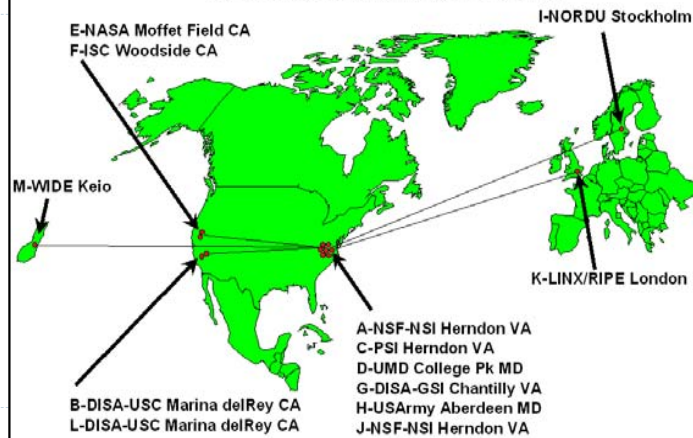 E-NASA Moffet Field CA
F-ISC Woodside CA
I-NORDU Stockholm
M-WIDE Keio
K-LINX/RIPE London
A-NSF-NSI Herndon VA
C-PSI Herndon VA
D-UMD College Pk MD
G-DISA-GSI Chantilly VA
H-USArmy Aberdeen MD
J-NSF-NSI Herndon VA
B-DISA-USC Marina delRey CA
L-DISA-USC Marina delRey CA